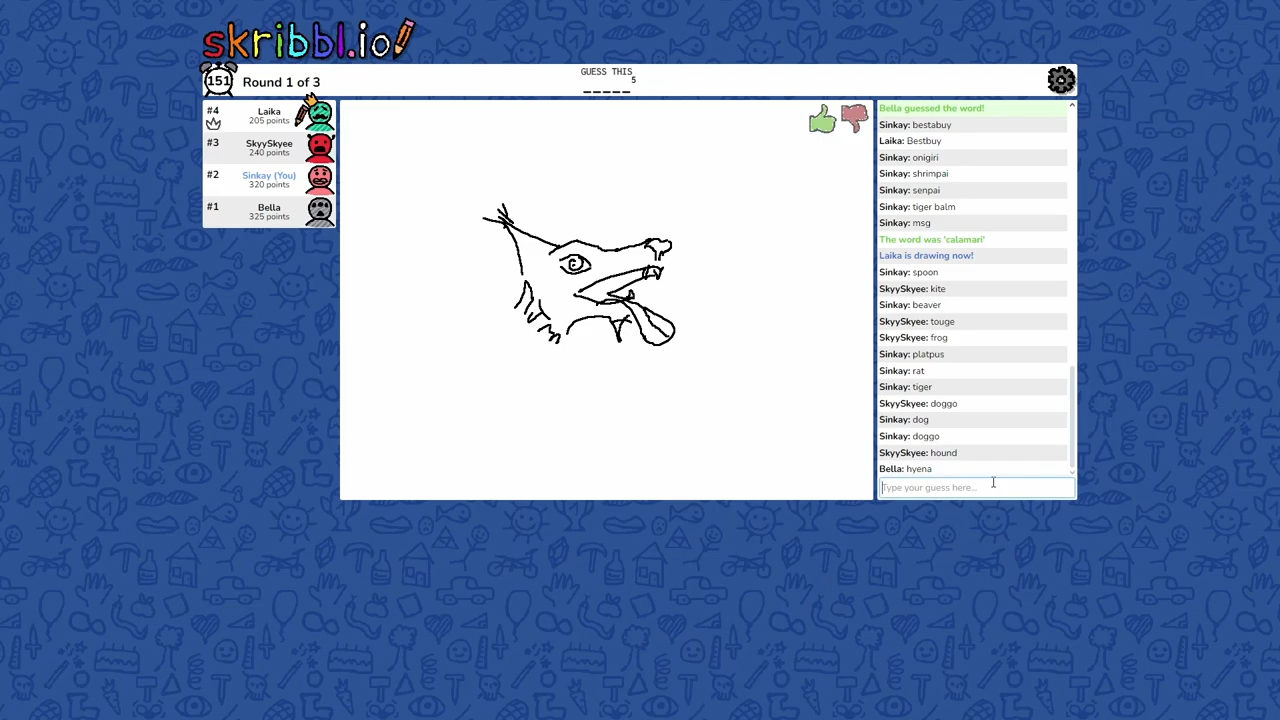 skribbl.io
151
Round 1 of 3
GUESS THIS
_____ 5
#4
Laika
205 points
#3
SkyySkyee
240 points
#2
Sinkay (You)
320 points
#1
Bella
325 points
Bella guessed the word!
Sinkay: bestabuy
Laika: Bestbuy
Sinkay: onigiri
Sinkay: shrimpai
Sinkay: senpai
Sinkay: tiger balm
Sinkay: msg
The word was 'calamari'
Laika is drawing now!
Sinkay: spoon
SkyySkyee: kite
Sinkay: beaver
SkyySkyee: touge
SkyySkyee: frog
Sinkay: platpus
Sinkay: rat
Sinkay: tiger
SkyySkyee: doggo
Sinkay: dog
Sinkay: doggo
SkyySkyee: hound
Bella: hyena
Type your guess here...